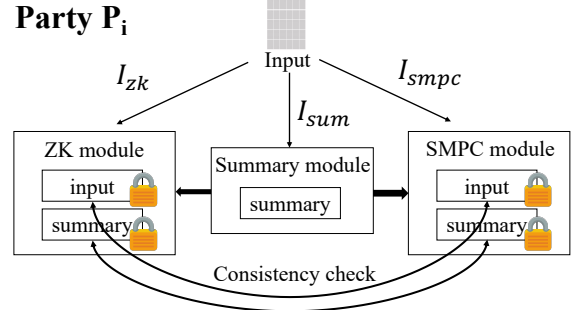 Party P_i
Input
I_zk
I_sum
I_smpc
ZK module
input
summary
Summary module
summary
SMPC module
input
summary
Consistency check